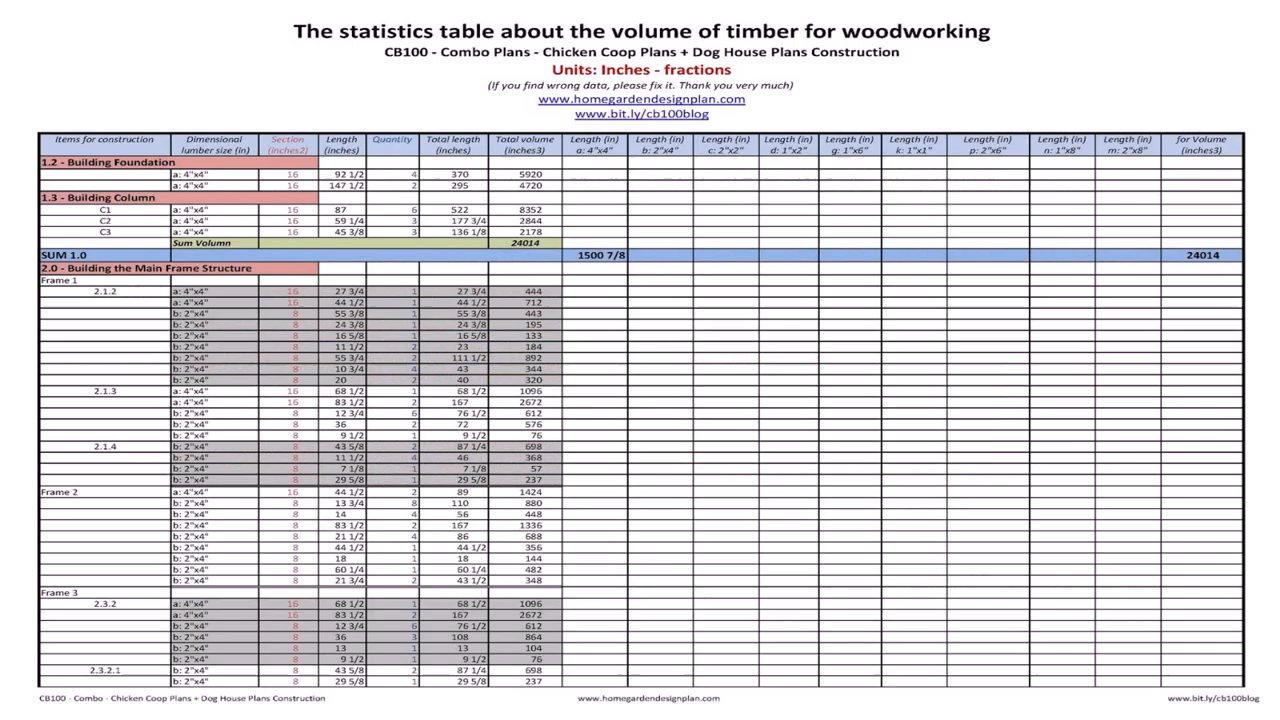 The statistics table about the volume of timber for woodworking
CB100 - Combo Plans - Chicken Coop Plans + Dog House Plans Construction
Units: Inches - fractions
(If you find wrong data, please fix it. Thank you very much)
www.homegardendesignplan.com
www.bit.ly/cb100blog
Items for construction Dimensional lumber size (in) Section (inches2) Length (inches) Quantity Total length (inches) Total volume (inches3) Length (in) a: 4"x4" Length (in) b: 2"x4" Length (in) c: 2"x2" Length (in) d: 1"x2" Length (in) g: 1"x6" Length (in) k: 1"x1" Length (in) p: 2"x6" Length (in) n: 1"x8" Length (in) m: 2"x8" for Volume (inches3)
1.2 - Building Foundation
a: 4"x4" 16 92 1/2 4 370 5920
a: 4"x4" 16 147 1/2 2 295 4720
1.3 - Building Column
C1 a: 4"x4" 16 87 6 522 8352
C2 a: 4"x4" 16 59 1/4 3 177 3/4 2844
C3 a: 4"x4" 16 45 3/8 3 136 1/8 2178
Sum Volumn 24014
SUM 1.0 1500 7/8 24014
2.0 - Building the Main Frame Structure
Frame 1
2.1.2 a: 4"x4" 16 27 3/4 1 27 3/4 444
a: 4"x4" 16 44 1/2 1 44 1/2 712
b: 2"x4" 8 55 3/8 1 55 3/8 443
b: 2"x4" 8 24 3/8 1 24 3/8 195
b: 2"x4" 8 16 5/8 1 16 5/8 133
b: 2"x4" 8 11 1/2 2 23 184
b: 2"x4" 8 55 3/4 2 111 1/2 892
b: 2"x4" 8 10 3/4 4 43 344
b: 2"x4" 8 20 2 40 320
2.1.3 a: 4"x4" 16 68 1/2 1 68 1/2 1096
a: 4"x4" 16 83 1/2 2 167 2672
b: 2"x4" 8 12 3/4 6 76 1/2 612
b: 2"x4" 8 36 2 72 576
b: 2"x4" 8 9 1/2 1 9 1/2 76
2.1.4 b: 2"x4" 8 43 5/8 2 87 1/4 698
b: 2"x4" 8 11 1/2 4 46 368
b: 2"x4" 8 7 1/8 1 7 1/8 57
b: 2"x4" 8 29 5/8 1 29 5/8 237
Frame 2 a: 4"x4" 16 44 1/2 2 89 1424
b: 2"x4" 8 13 3/4 8 110 880
b: 2"x4" 8 14 4 56 448
b: 2"x4" 8 83 1/2 2 167 1336
b: 2"x4" 8 21 1/2 4 86 688
b: 2"x4" 8 44 1/2 1 44 1/2 356
b: 2"x4" 8 18 1 18 144
b: 2"x4" 8 60 1/4 1 60 1/4 482
b: 2"x4" 8 21 3/4 2 43 1/2 348
Frame 3
2.3.2 a: 4"x4" 16 68 1/2 1 68 1/2 1096
a: 4"x4" 16 83 1/2 2 167 2672
b: 2"x4" 8 12 3/4 6 76 1/2 612
b: 2"x4" 8 36 3 108 864
b: 2"x4" 8 13 1 13 104
b: 2"x4" 8 9 1/2 1 9 1/2 76
2.3.2.1 b: 2"x4" 8 43 5/8 2 87 1/4 698
b: 2"x4" 8 29 5/8 1 29 5/8 237
CB100 - Combo - Chicken Coop Plans + Dog House Plans Construction www.homegardendesignplan.com www.bit.ly/cb100blog